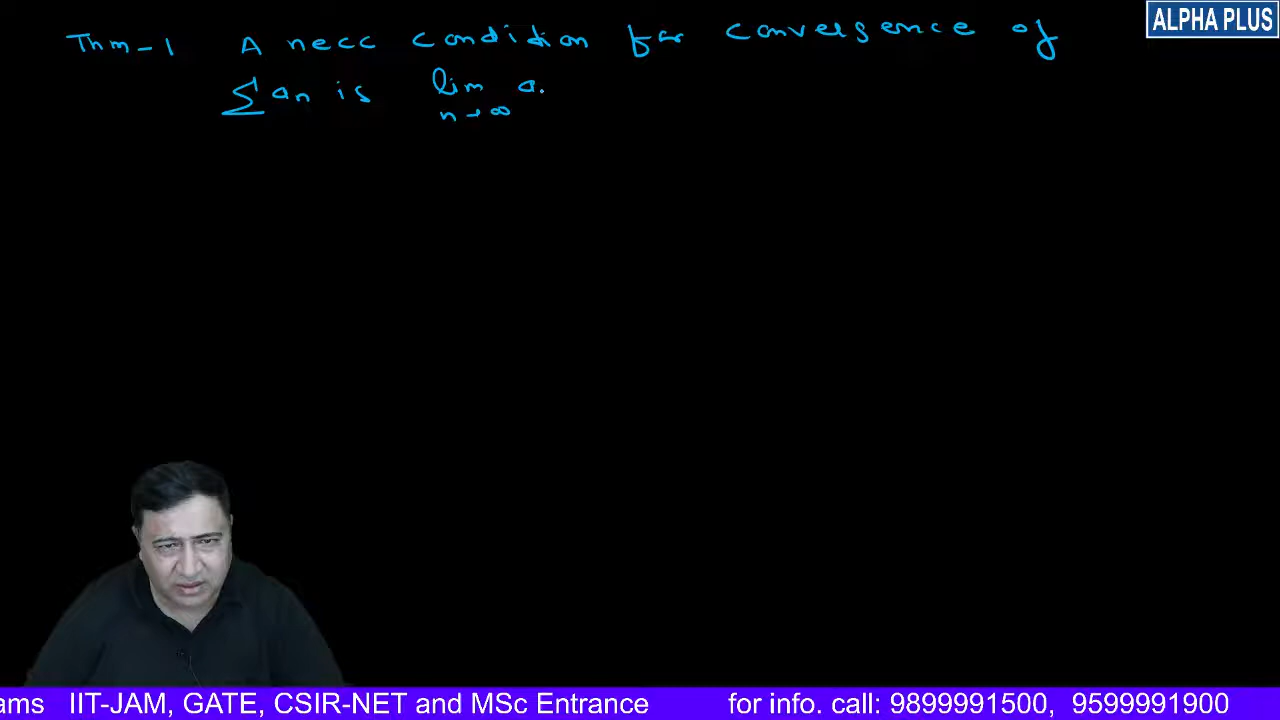 ALPHA PLUS
Thm-1 A necc condition for convergence of
∑an is lim a
n→∞
ams IIT-JAM, GATE, CSIR-NET and MSc Entrance for info. call: 9899991500, 9599991900